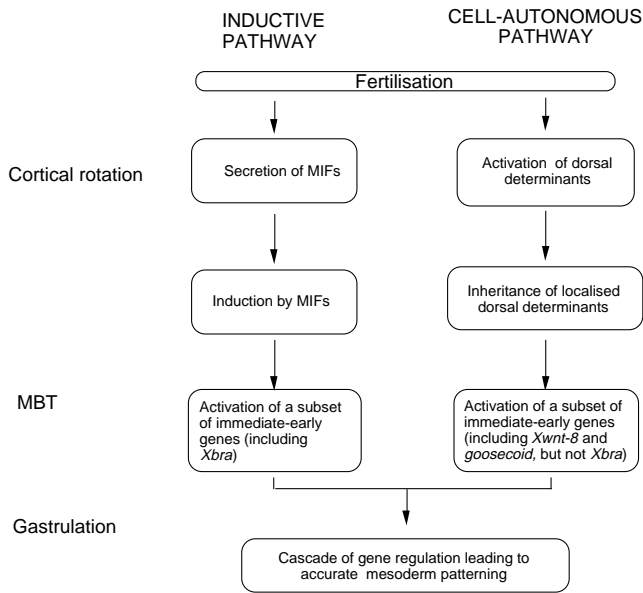 INDUCTIVE
PATHWAY
CELL-AUTONOMOUS
PATHWAY
Fertilisation
Cortical rotation
Secretion of MIFs
Activation of dorsal
determinants
Induction by MIFs
Inheritance of localised
dorsal determinants
MBT
Activation of a subset
of immediate-early
genes (including
Xbra)
Activation of a subset of
immediate-early genes
(including Xwnt-8 and
goosecoid, but not Xbra)
Gastrulation
Cascade of gene regulation leading to
accurate mesoderm patterning